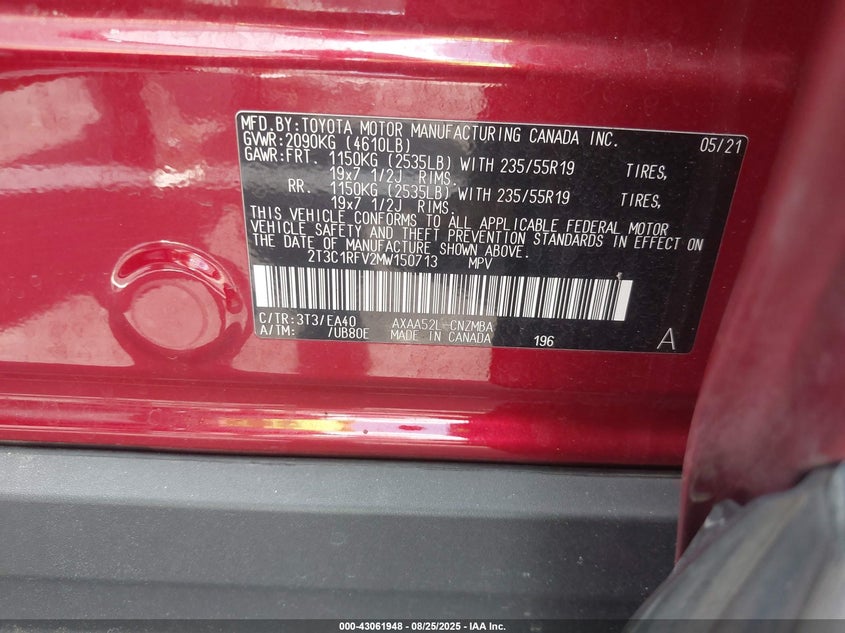 MFD.BY:TOYOTA MOTOR MANUFACTURING CANADA INC. 05/21
GVWR:2090KG (4610LB)
GAWR:FRT. 1150KG (2535LB) WITH 235/55R19 TIRES,
19x7 1/2J RIMS.
RR. 1150KG (2535LB) WITH 235/55R19 TIRES,
19x7 1/2J RIMS.
THIS VEHICLE CONFORMS TO ALL APPLICABLE FEDERAL MOTOR
VEHICLE SAFETY AND THEFT PREVENTION STANDARDS IN EFFECT ON
THE DATE OF MANUFACTURE SHOWN ABOVE.
2T3C1RFV2MW150713 MPV
C/TR:3T3/EA40 AXAA52L-CNZMBA
A/TM: /UB80E MADE IN CANADA 196 A
000-43061948 - 08/25/2025 - IAA Inc.